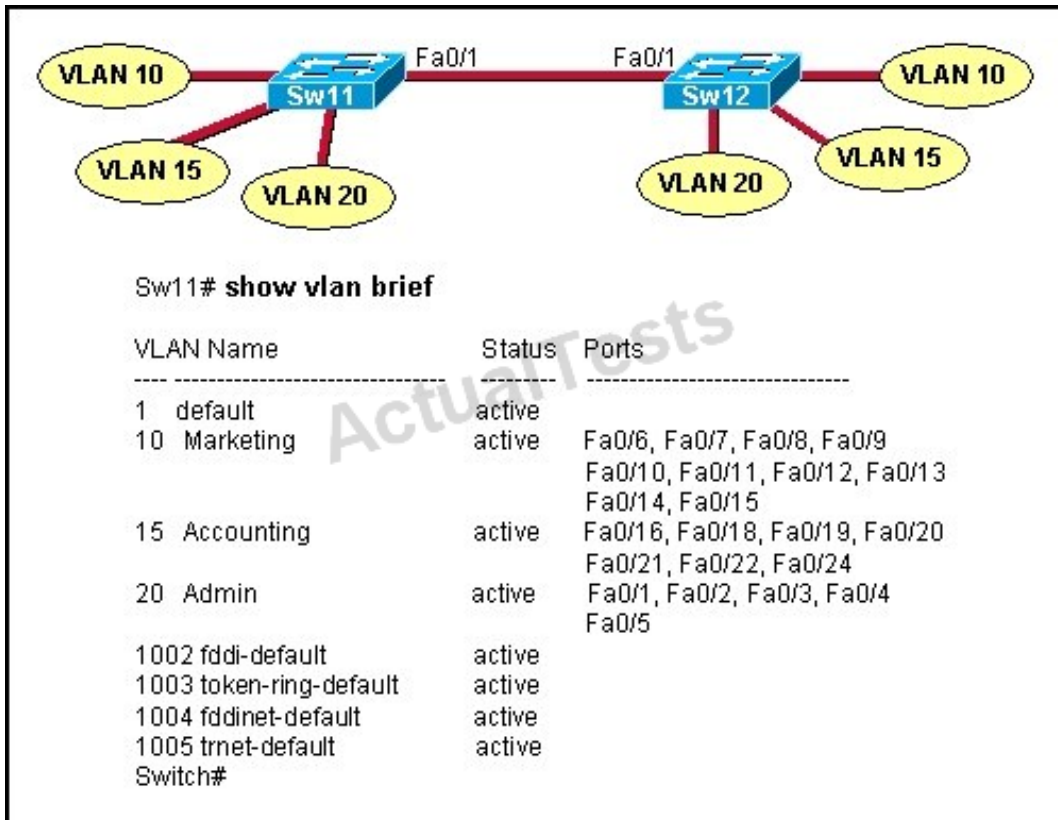 Fa0/1 Fa0/1
VLAN 10 Sw11 Sw12 VLAN 10
VLAN 15 VLAN 20 VLAN 20 VLAN 15
Sw11# show vlan brief
VLAN Name Status Ports
---- -------------------------------- --------- -------------------------------
1 default active
10 Marketing active Fa0/6, Fa0/7, Fa0/8, Fa0/9
Fa0/10, Fa0/11, Fa0/12, Fa0/13
Fa0/14, Fa0/15
15 Accounting active Fa0/16, Fa0/18, Fa0/19, Fa0/20
Fa0/21, Fa0/22, Fa0/24
20 Admin active Fa0/1, Fa0/2, Fa0/3, Fa0/4
Fa0/5
1002 fddi-default active
1003 token-ring-default active
1004 fddinet-default active
1005 trnet-default active
Switch#
ActualTests